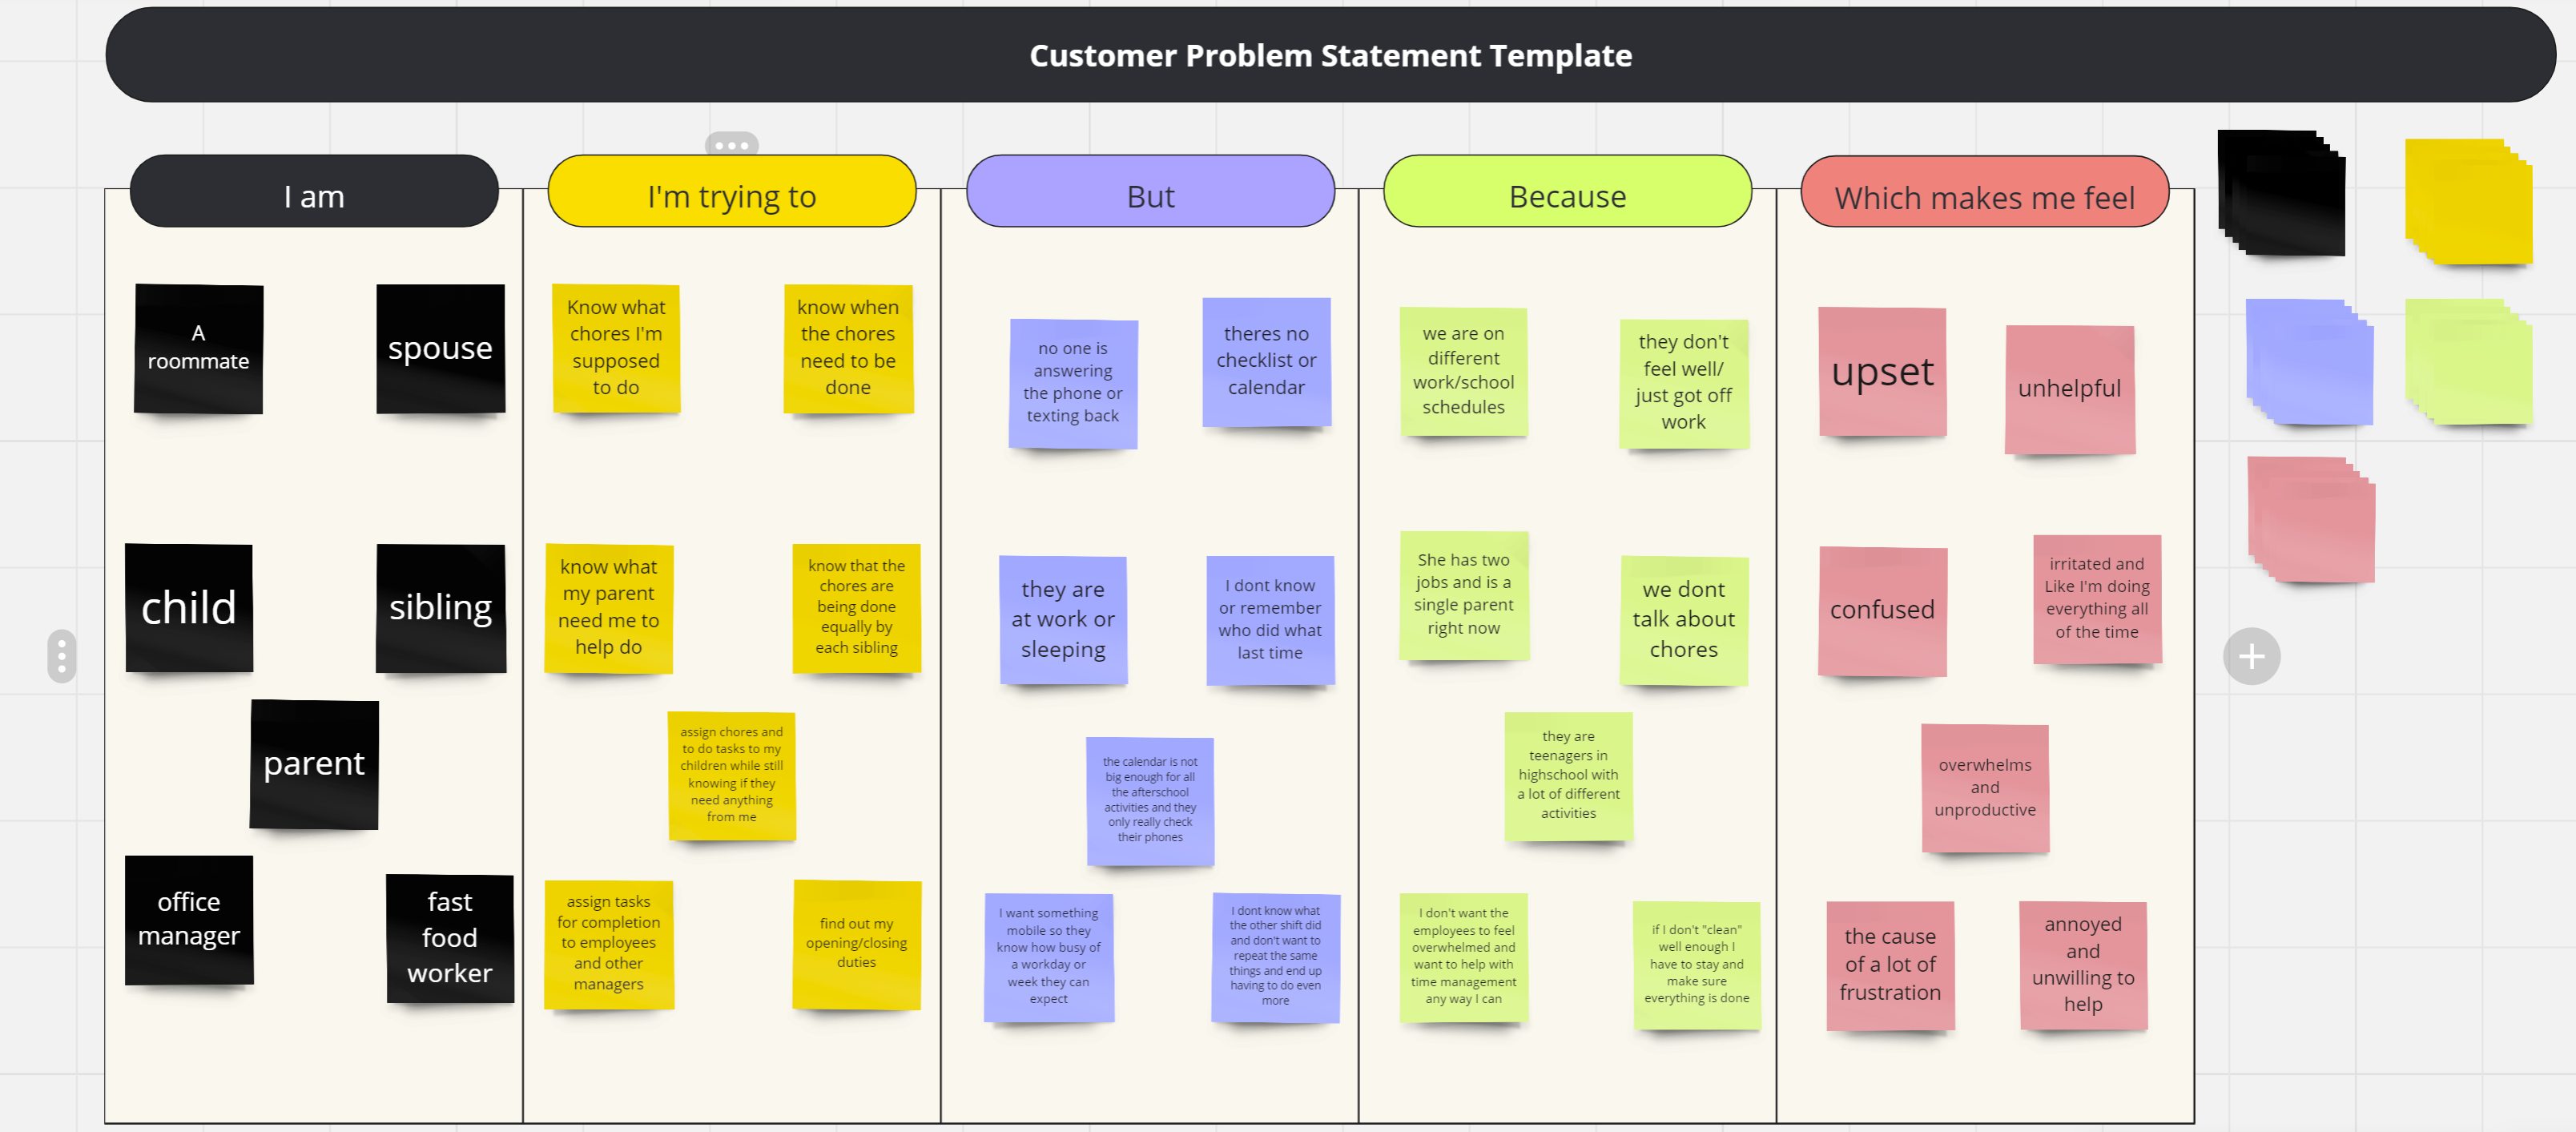 Customer Problem Statement Template
I am
I'm trying to
But
Because
Which makes me feel
A
roommate
spouse
Know what
chores I'm
supposed
to do
know when
the chores
need to be
done
no one is
answering
the phone or
texting back
theres no
checklist or
calendar
we are on
different
work/school
schedules
they don't
feel well/
just got off
work
upset
unhelpful
child
sibling
know what
my parent
need me to
help do
know that the
chores are
being done
equally by
each sibling
they are
at work or
sleeping
I dont know
or remember
who did what
last time
She has two
jobs and is a
single parent
right now
we dont
talk about
chores
confused
irritated and
Like I'm doing
everything all
of the time
parent
assign chores and
to do tasks to my
children while still
knowing if they
need anything
from me
the calendar is not
big enough for all
the afterschool
activities and they
only really check
their phones
they are
teenagers in
highschool with
a lot of different
activities
overwhelms
and
unproductive
office
manager
fast
food
worker
assign tasks
for completion
to employees
and other
managers
find out my
opening/closing
duties
I want something
mobile so they
know how busy of
a workday or
week they can
expect
I dont know what
the other shift did
and don't want to
repeat the same
things and end up
having to do even
more
I don't want the
employees to feel
overwhelmed and
want to help with
time management
any way I can
if I don't "clean"
well enough I
have to stay and
make sure
everything is done
the cause
of a lot of
frustration
annoyed
and
unwilling to
help